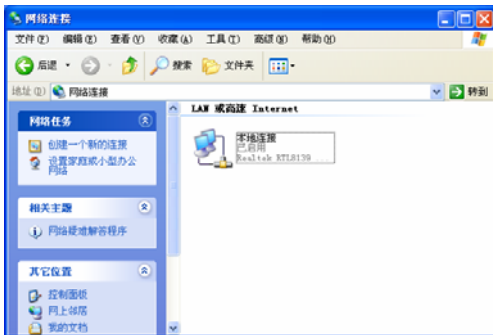 网络连接
文件(F) 编辑(E) 查看(V) 收藏(A) 工具(T) 高级(N) 帮助(H)
后退 搜索 文件夹
地址(D) 网络连接 转到
网络任务
创建一个新的连接
设置家庭或小型办公
网络
相关主题
网络疑难解答程序
其它位置
控制面板
网上邻居
我的文档
LAN 或高速 Internet
本地连接
已启用
Realtek RTL8139